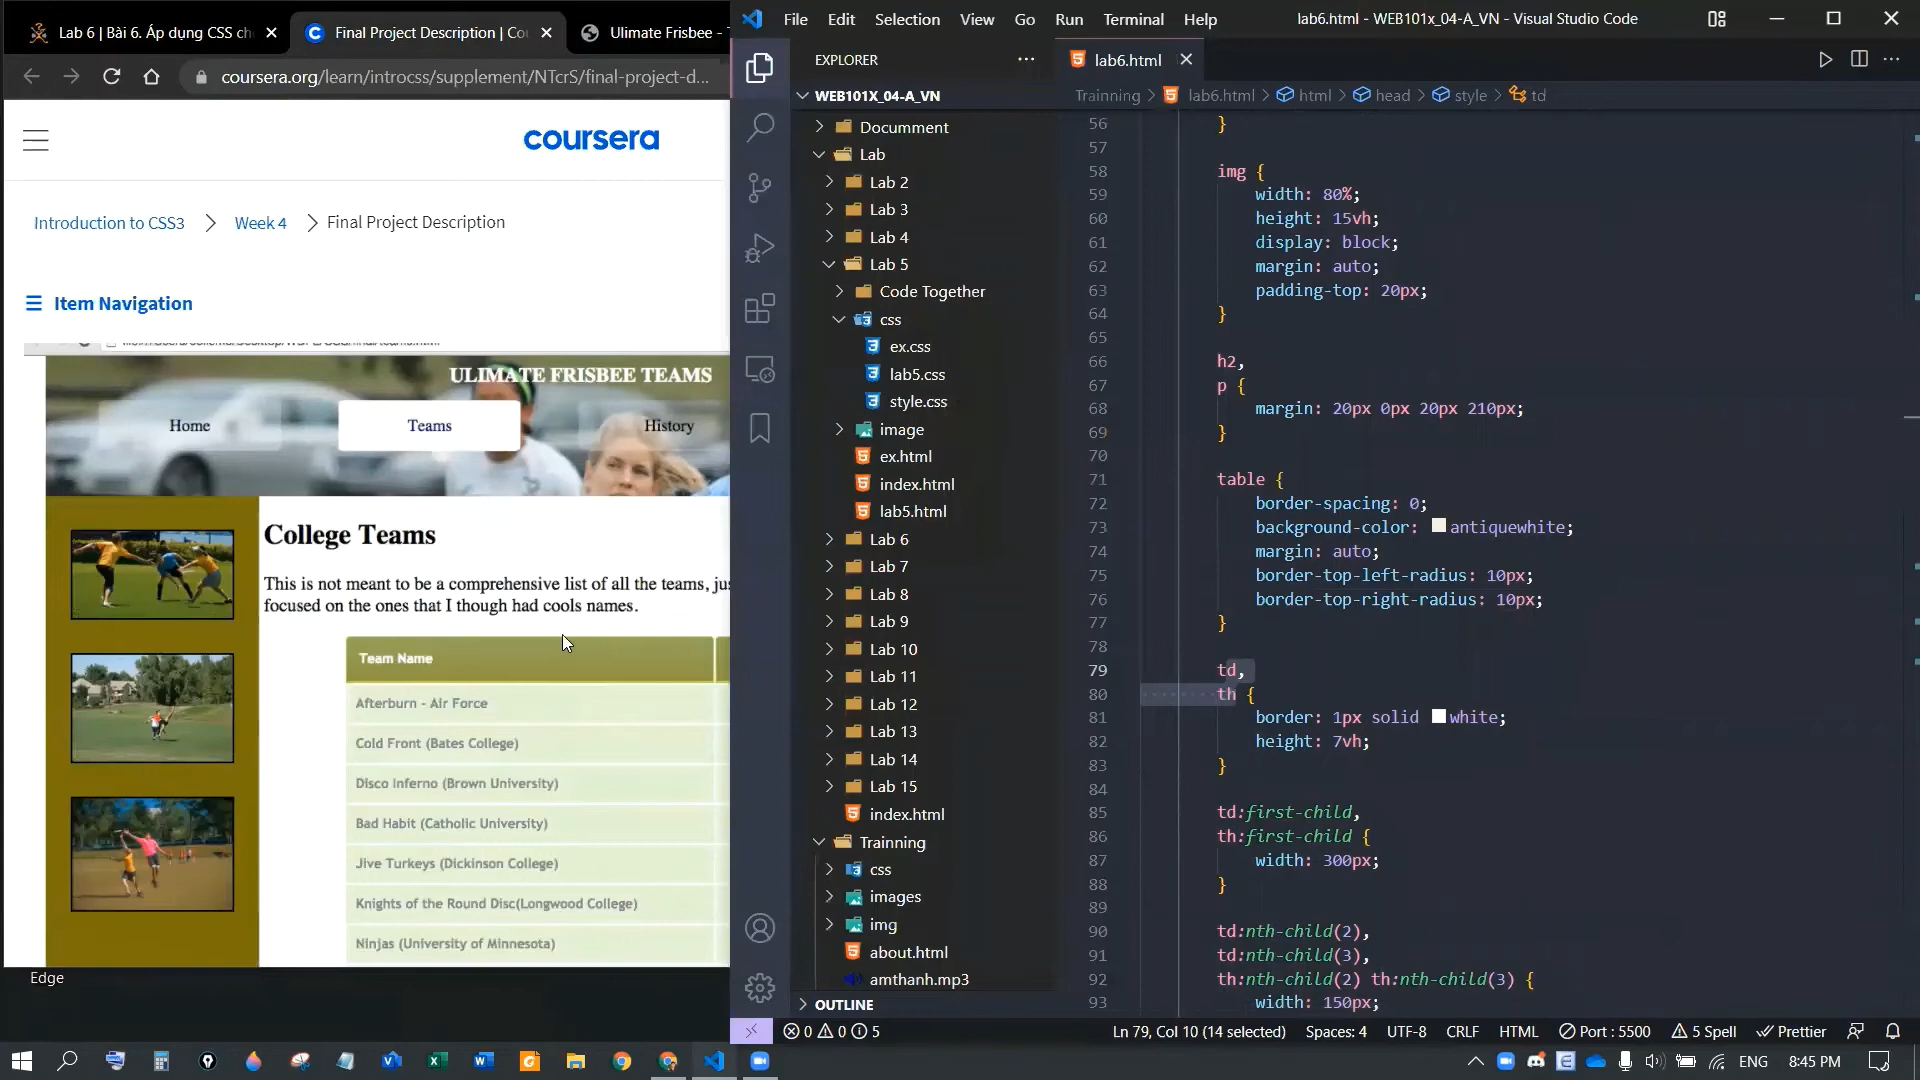 Lab 6 | Bài 6. Áp dụng CSS ch
Final Project Description | Co
Ulimate Frisbee -
coursera.org/learn/introcss/supplement/NTcrS/final-project-d...
coursera
Introduction to CSS3
Week 4
Final Project Description
Item Navigation
ULIMATE FRISBEE TEAMS
Home
Teams
History
College Teams
This is not meant to be a comprehensive list of all the teams, jus
focused on the ones that I though had cools names.
Team Name
Afterburn - Air Force
Cold Front (Bates College)
Disco Inferno (Brown University)
Bad Habit (Catholic University)
Jive Turkeys (Dickinson College)
Knights of the Round Disc(Longwood College)
Ninjas (University of Minnesota)
Edge
File Edit Selection View Go Run Terminal Help
lab6.html - WEB101x_04-A_VN - Visual Studio Code
EXPLORER
WEB101X_04-A_VN
Documment
Lab
Lab 2
Lab 3
Lab 4
Lab 5
Code Together
css
ex.css
lab5.css
style.css
image
ex.html
index.html
lab5.html
Lab 6
Lab 7
Lab 8
Lab 9
Lab 10
Lab 11
Lab 12
Lab 13
Lab 14
Lab 15
index.html
Trainning
css
images
img
about.html
amthanh.mp3
OUTLINE
lab6.html
Trainning > lab6.html > html > head > style > td
56 }
57
58 img {
59 width: 80%;
60 height: 15vh;
61 display: block;
62 margin: auto;
63 padding-top: 20px;
64 }
65
66 h2,
67 p {
68 margin: 20px 0px 20px 210px;
69 }
70
71 table {
72 border-spacing: 0;
73 background-color: antiquewhite;
74 margin: auto;
75 border-top-left-radius: 10px;
76 border-top-right-radius: 10px;
77 }
78
79 td,
80 th {
81 border: 1px solid white;
82 height: 7vh;
83 }
84
85 td:first-child,
86 th:first-child {
87 width: 300px;
88 }
89
90 td:nth-child(2),
91 td:nth-child(3),
92 th:nth-child(2) th:nth-child(3) {
93 width: 150px;
0 0 5
Ln 79, Col 10 (14 selected) Spaces: 4 UTF-8 CRLF HTML Port : 5500 5 Spell Prettier
ENG 8:45 PM